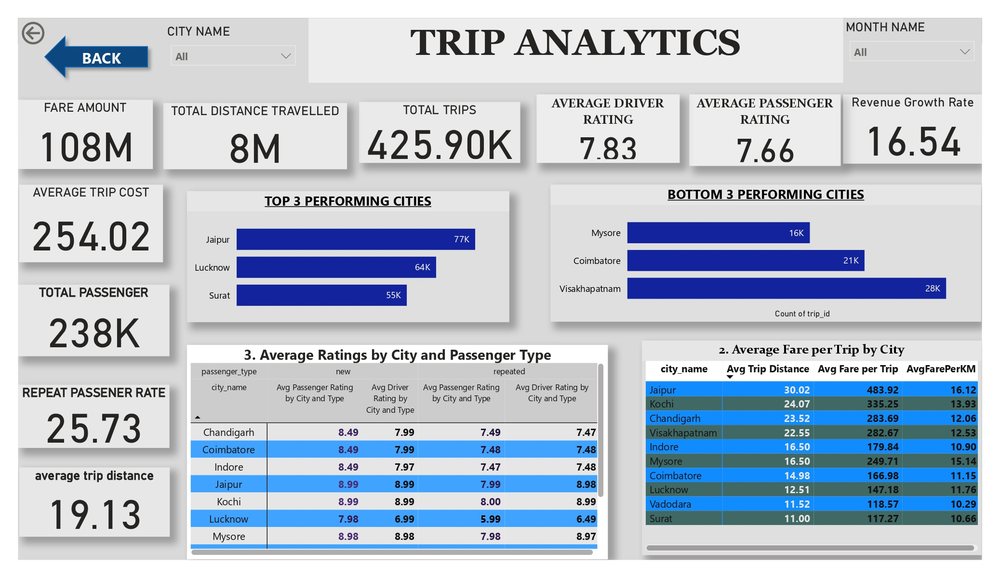 CITY NAME
All
BACK
TRIP ANALYTICS
MONTH NAME
All
FARE AMOUNT
108M
TOTAL DISTANCE TRAVELLED
8M
TOTAL TRIPS
425.90K
AVERAGE DRIVER
RATING
7.83
AVERAGE PASSENGER
RATING
7.66
Revenue Growth Rate
16.54
AVERAGE TRIP COST
254.02
TOTAL PASSENGER
238K
REPEAT PASSENER RATE
25.73
average trip distance
19.13
TOP 3 PERFORMING CITIES
Jaipur 77K
Lucknow 64K
Surat 55K
BOTTOM 3 PERFORMING CITIES
Mysore 16K
Coimbatore 21K
Visakhapatnam 28K
Count of trip_id
3. Average Ratings by City and Passenger Type
passenger_type new repeated
city_name Avg Passenger Rating by City and Type Avg Driver Rating by City and Type Avg Passenger Rating by City and Type Avg Driver Rating by City and Type
Chandigarh 8.49 7.99 7.49 7.47
Coimbatore 8.49 7.99 7.48 7.48
Indore 8.49 7.97 7.47 7.48
Jaipur 8.99 8.99 7.99 8.98
Kochi 8.99 8.99 8.00 8.99
Lucknow 7.98 6.99 5.99 6.49
Mysore 8.98 8.98 7.98 8.97
2. Average Fare per Trip by City
city_name Avg Trip Distance Avg Fare per Trip AvgFarePerKM
Jaipur 30.02 483.92 16.12
Kochi 24.07 335.25 13.93
Chandigarh 23.52 283.69 12.06
Visakhapatnam 22.55 282.67 12.53
Indore 16.50 179.84 10.90
Mysore 16.50 249.71 15.14
Coimbatore 14.98 166.98 11.15
Lucknow 12.51 147.18 11.76
Vadodara 11.52 118.57 10.29
Surat 11.00 117.27 10.66